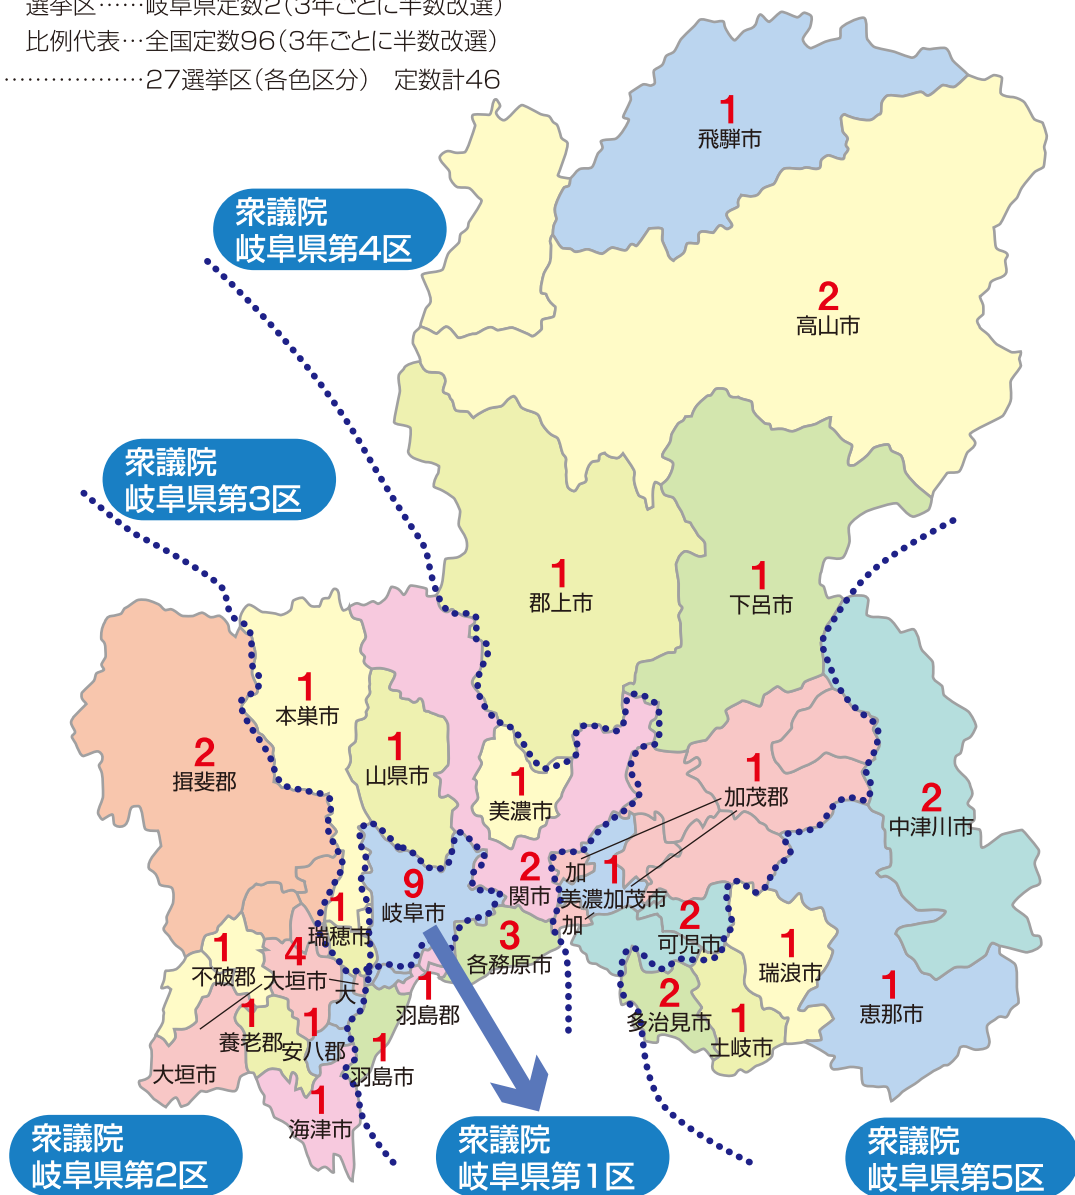 選挙区……岐阜県定数2(3年ごとに半数改選)
比例代表…全国定数96(3年ごとに半数改選)
………………27選挙区(各色区分)　定数計46
1
飛騨市
衆議院
岐阜県第4区
2
高山市
衆議院
岐阜県第3区
1
郡上市
1
下呂市
1
本巣市
2
揖斐郡
1
山県市
1
美濃市
1
加茂郡
2
中津川市
9
岐阜市
2
関市
加
1
美濃加茂市
加
1
瑞穂市
2
可児市
3
各務原市
1
不破郡
4
大垣市
大
1
瑞浪市
1
羽島郡
2
多治見市
1
土岐市
1
恵那市
1
養老郡
1
安八郡
1
羽島市
大垣市
1
海津市
衆議院
岐阜県第2区
衆議院
岐阜県第1区
衆議院
岐阜県第5区